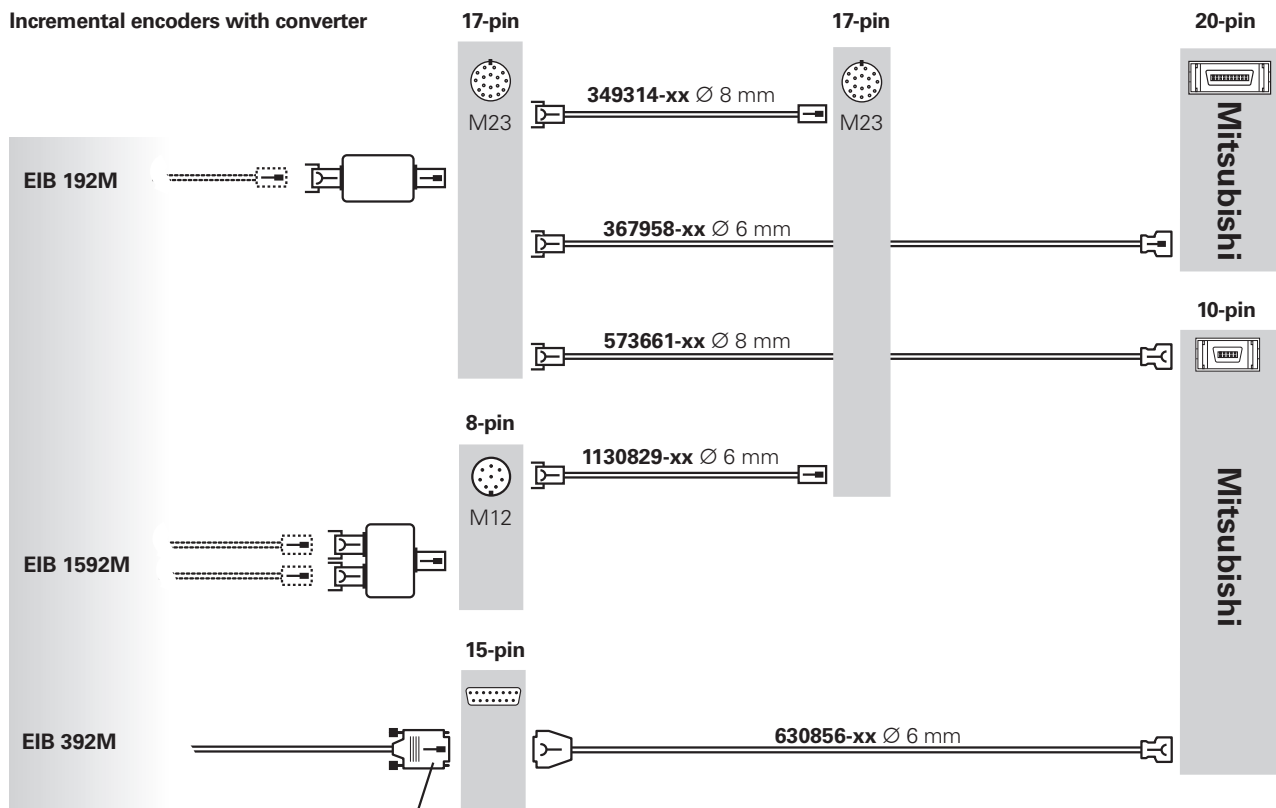 Incremental encoders with converter
17-pin
17-pin
20-pin
M23
349314-xx Ø 8 mm
M23
Mitsubishi
EIB 192M
367958-xx Ø 6 mm
10-pin
573661-xx Ø 8 mm
8-pin
M12
1130829-xx Ø 6 mm
Mitsubishi
EIB 1592M
15-pin
EIB 392M
630856-xx Ø 6 mm